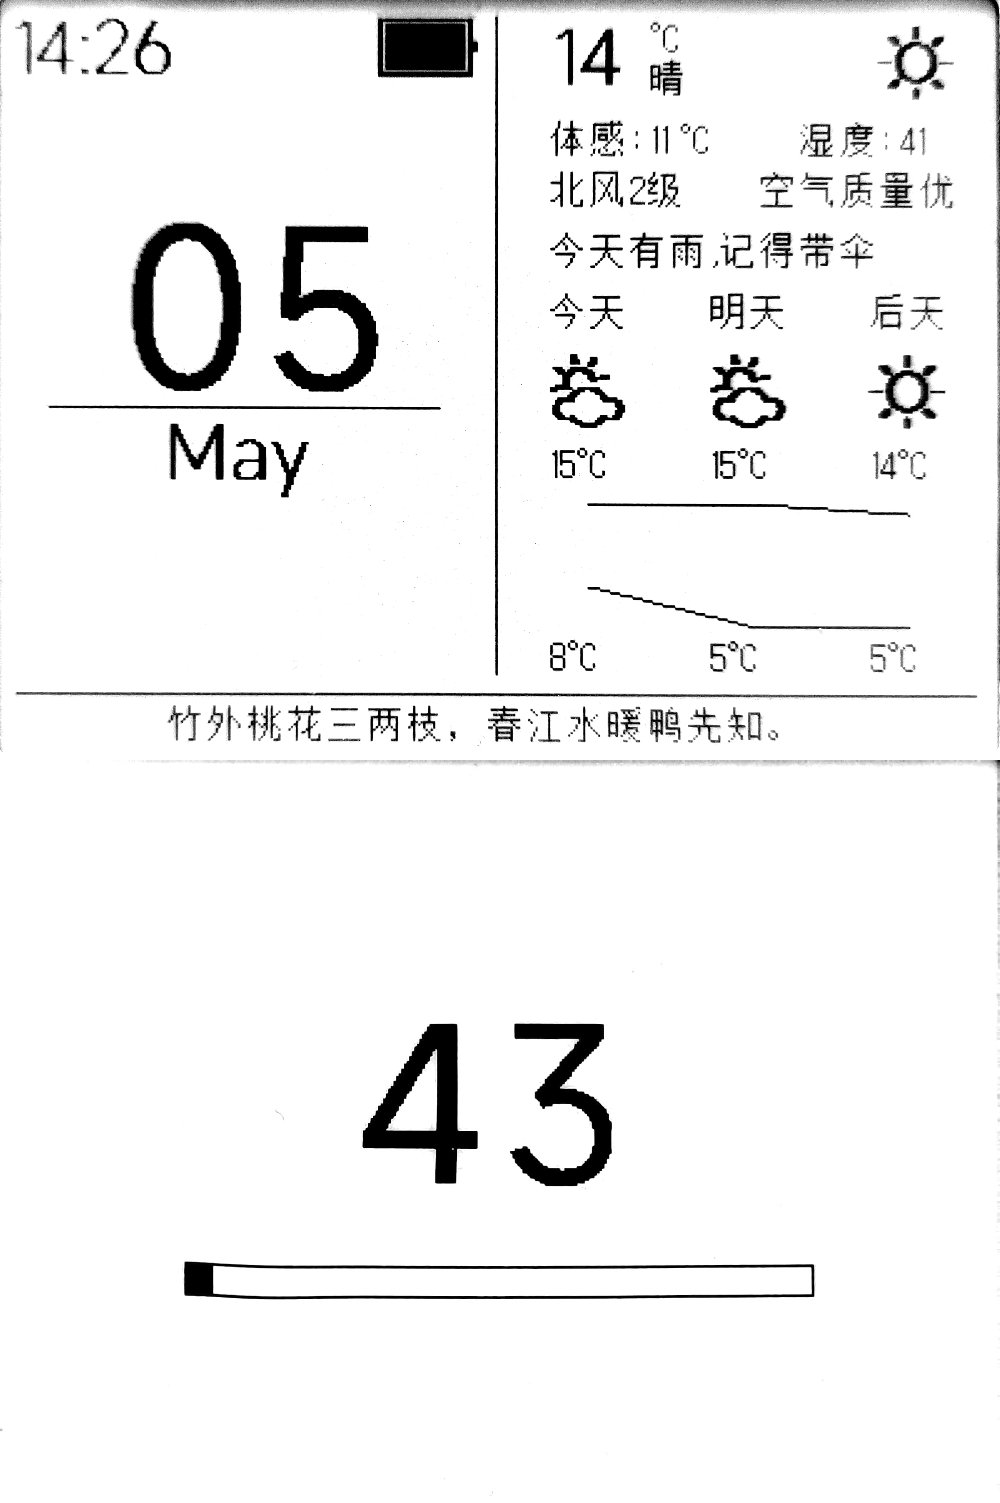 14:26
05
May
14 ℃
晴
体感:11℃ 湿度:41
北风2级 空气质量优
今天有雨,记得带伞
今天 明天 后天
15℃ 15℃ 14℃
8℃ 5℃ 5℃
竹外桃花三两枝，春江水暖鸭先知。
43